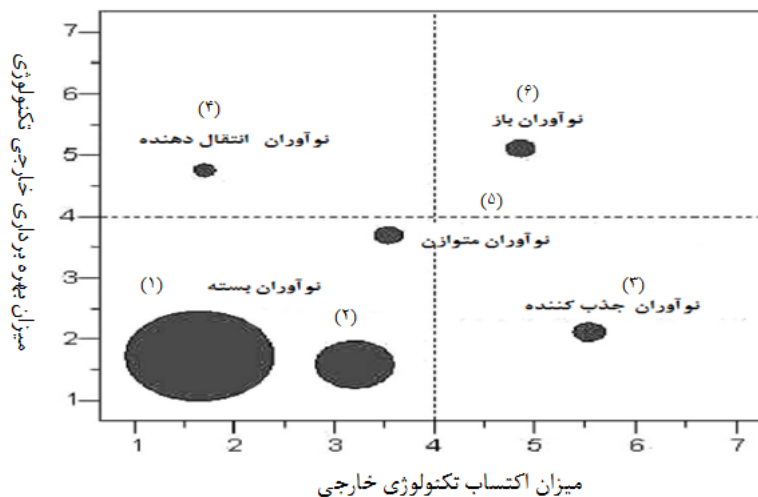 میزان بهره برداری خارجی تکنولوژی
7
6
5
4
3
2
1
(۴)
نوآوران انتقال دهنده
(۶)
نوآوران باز
(۵)
نوآوران متوازن
(۱)
نوآوران بسته
(۲)
(۳)
نوآوران جذب کننده
1 2 3 4 5 6 7
میزان اکتساب تکنولوژی خارجی